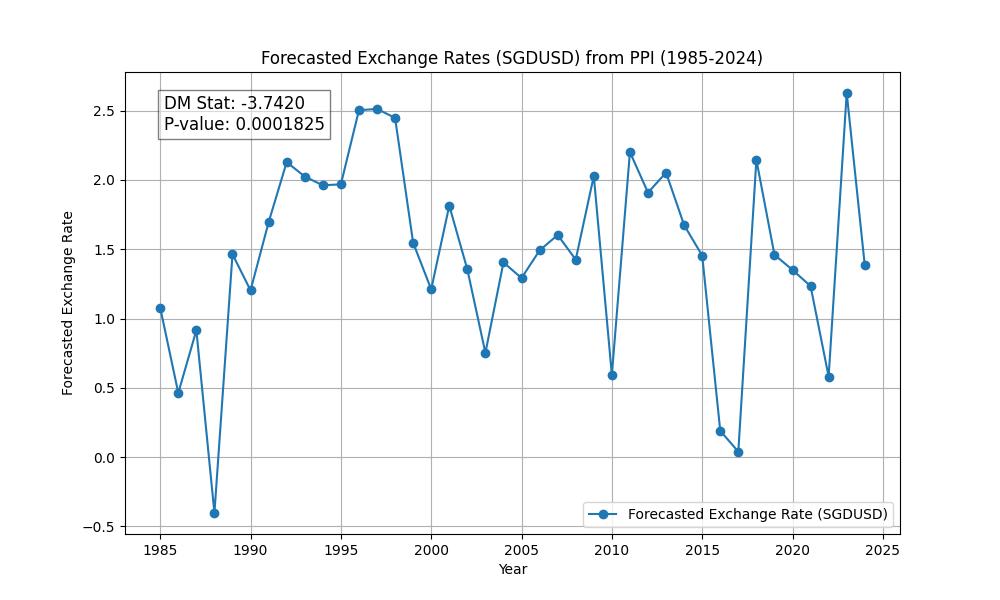 Forecasted Exchange Rates (SGDUSD) from PPI (1985-2024)
DM Stat: -3.7420
P-value: 0.0001825
Forecasted Exchange Rate
2.5
2.0
1.5
1.0
0.5
0.0
−0.5
Forecasted Exchange Rate (SGDUSD)
1985 1990 1995 2000 2005 2010 2015 2020 2025
Year